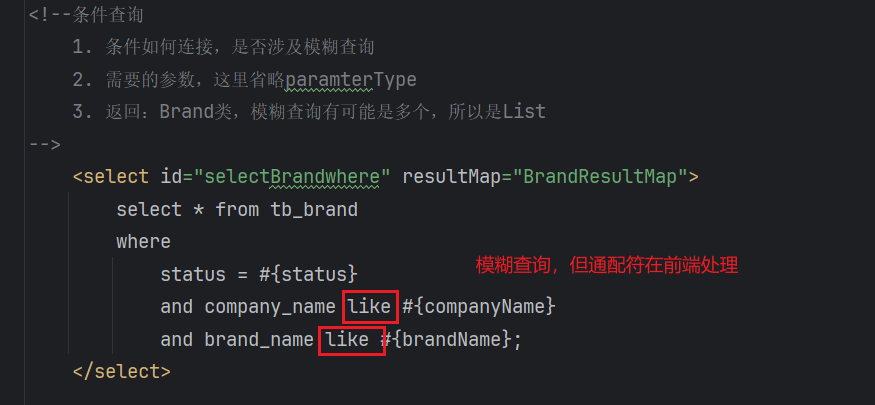 <!--条件查询
1. 条件如何连接，是否涉及模糊查询
2. 需要的参数，这里省略paramterType
3. 返回：Brand类，模糊查询有可能是多个，所以是List
-->
<select id="selectBrandwhere" resultMap="BrandResultMap">
select * from tb_brand
where
status = #{status}
模糊查询，但通配符在前端处理
and company_name like #{companyName}
and brand_name like #{brandName};
</select>